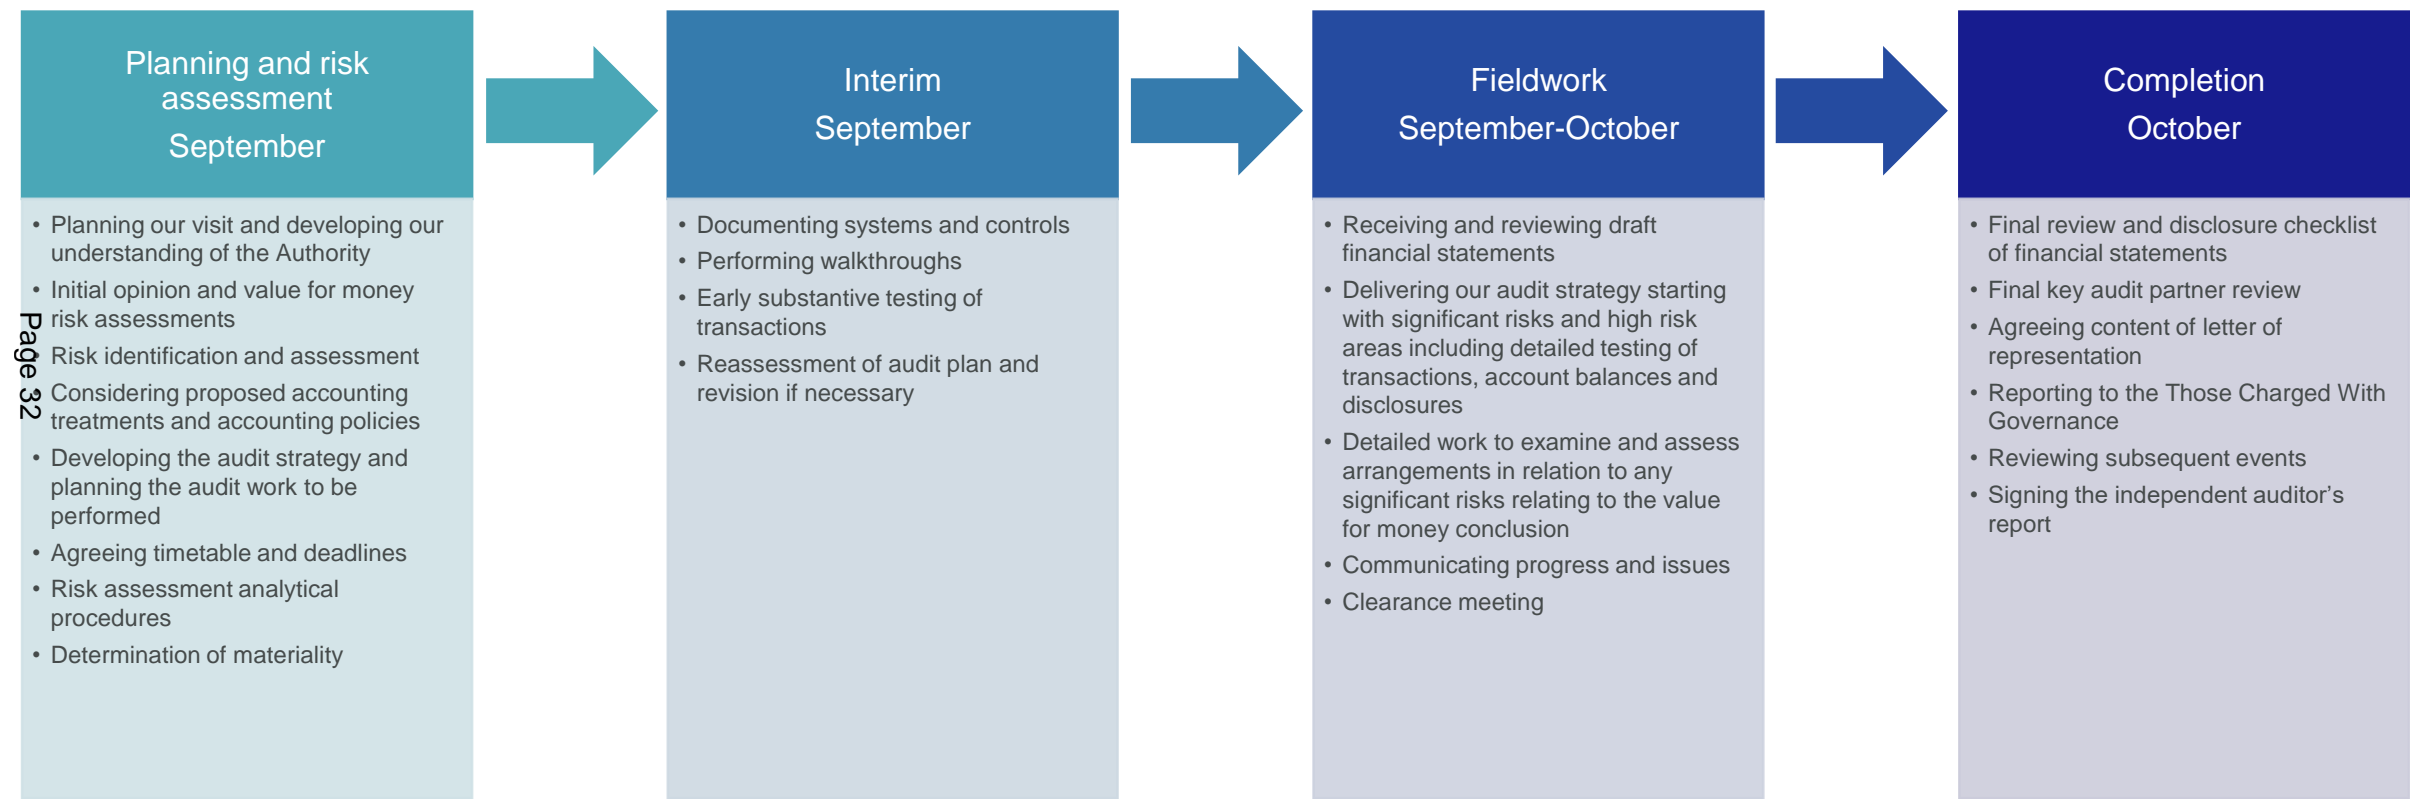 Planning and risk
assessment
September
• Planning our visit and developing our
understanding of the Authority
• Initial opinion and value for money
risk assessments
• Risk identification and assessment
• Considering proposed accounting
treatments and accounting policies
• Developing the audit strategy and
planning the audit work to be
performed
• Agreeing timetable and deadlines
• Risk assessment analytical
procedures
• Determination of materiality
Page 32
Interim
September
• Documenting systems and controls
• Performing walkthroughs
• Early substantive testing of
transactions
• Reassessment of audit plan and
revision if necessary
Fieldwork
September-October
• Receiving and reviewing draft
financial statements
• Delivering our audit strategy starting
with significant risks and high risk
areas including detailed testing of
transactions, account balances and
disclosures
• Detailed work to examine and assess
arrangements in relation to any
significant risks relating to the value
for money conclusion
• Communicating progress and issues
• Clearance meeting
Completion
October
• Final review and disclosure checklist
of financial statements
• Final key audit partner review
• Agreeing content of letter of
representation
• Reporting to the Those Charged With
Governance
• Reviewing subsequent events
• Signing the independent auditor’s
report